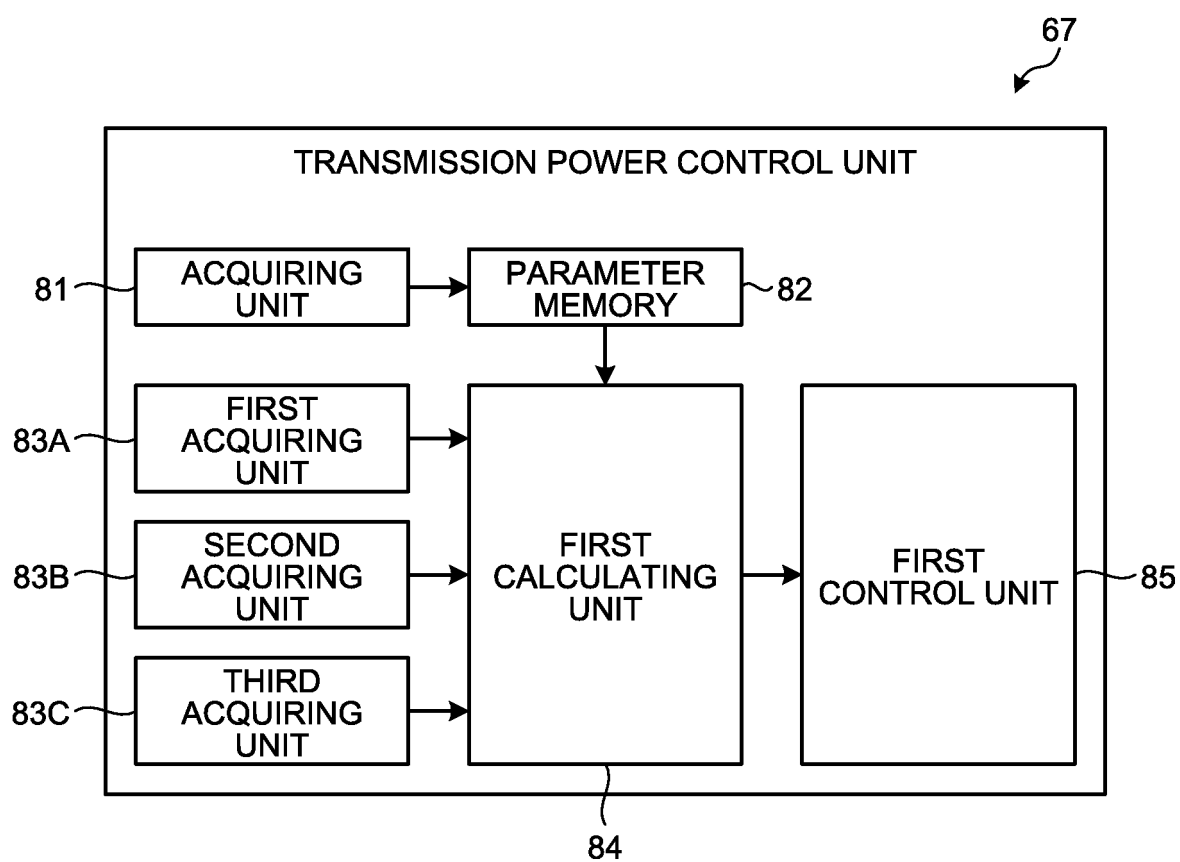 67
TRANSMISSION POWER CONTROL UNIT
81
ACQUIRING
UNIT
PARAMETER
MEMORY
82
83A
FIRST
ACQUIRING
UNIT
83B
SECOND
ACQUIRING
UNIT
83C
THIRD
ACQUIRING
UNIT
FIRST
CALCULATING
UNIT
84
FIRST
CONTROL UNIT
85